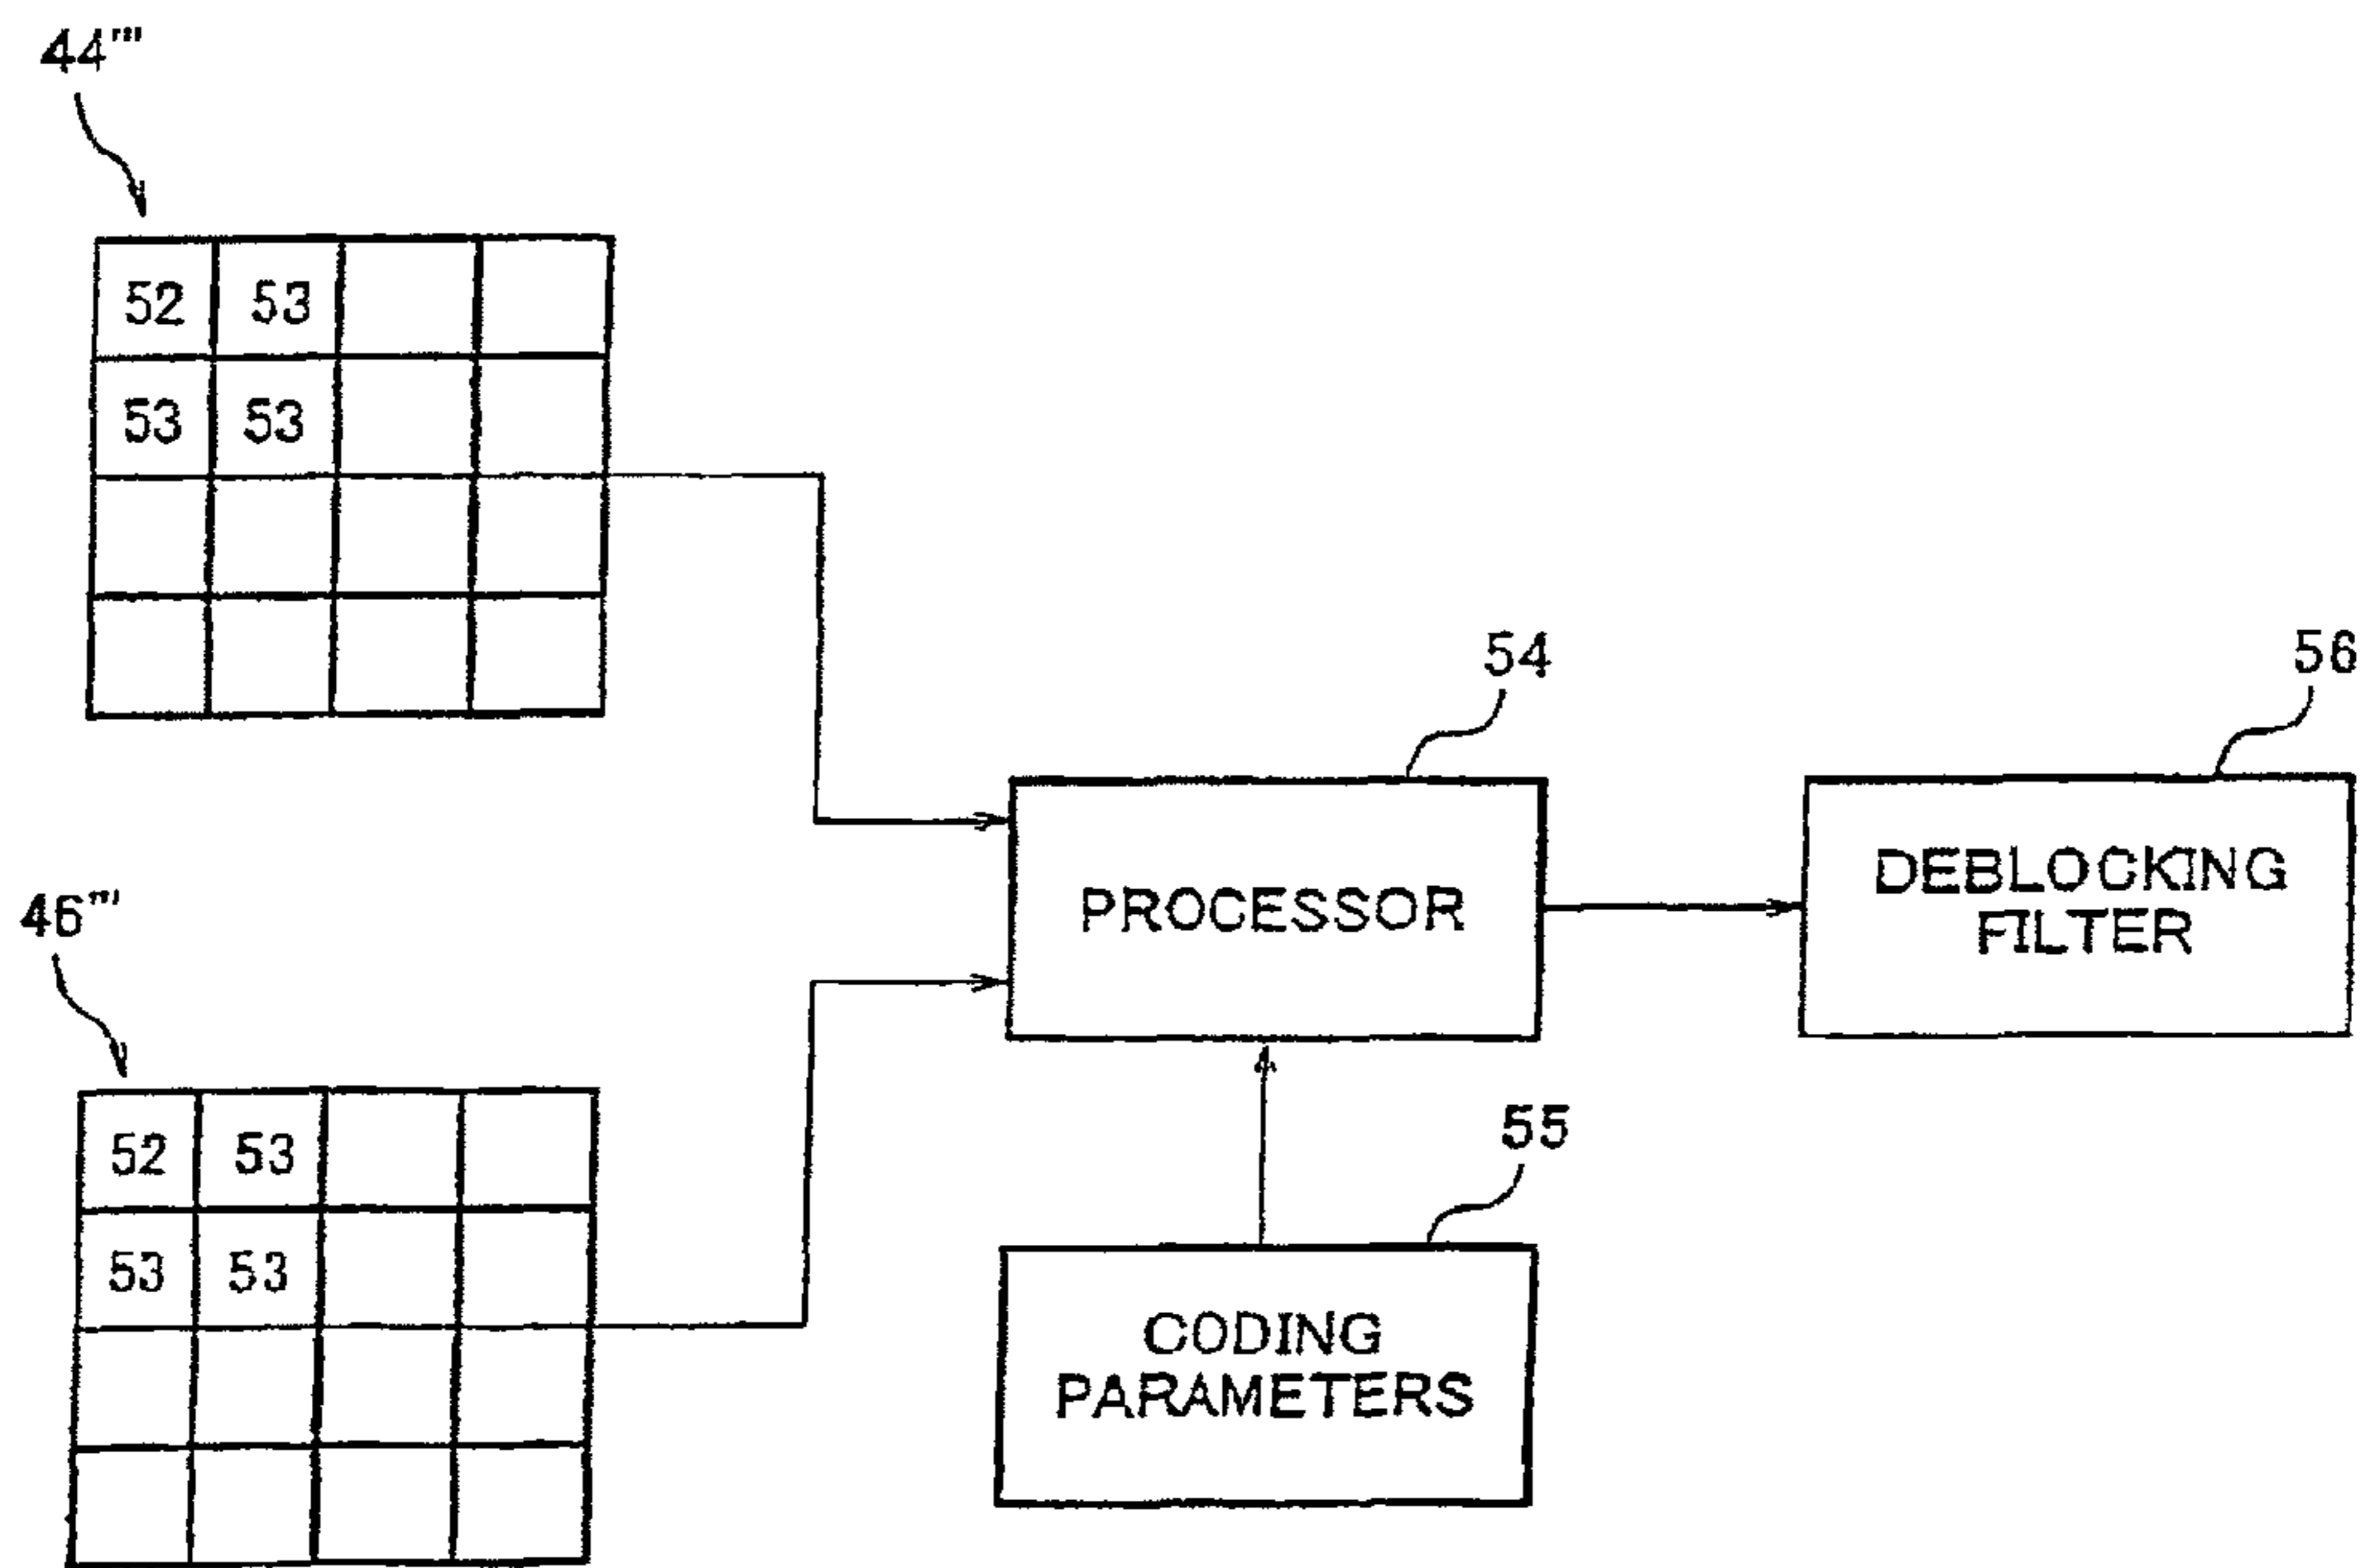 44''''
52 53
53 53
54
56
PROCESSOR
DEBLOCKING
FILTER
46''''
52 53
53 53
55
CODING
PARAMETERS